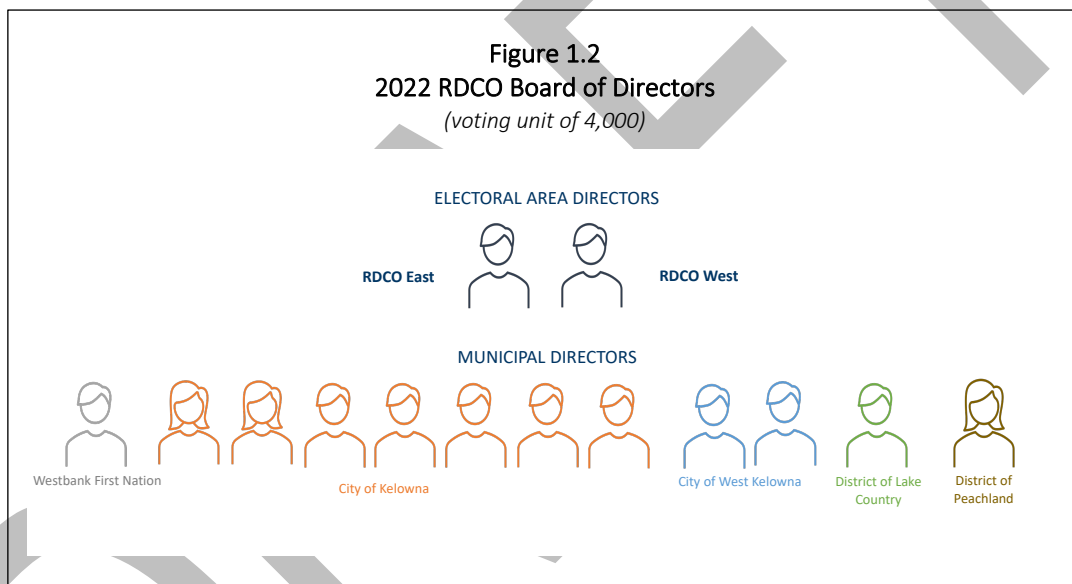 Figure 1.2
2022 RDCO Board of Directors
(voting unit of 4,000)
ELECTORAL AREA DIRECTORS
RDCO East
RDCO West
MUNICIPAL DIRECTORS
Westbank First Nation
City of Kelowna
City of West Kelowna
District of Lake
Country
District of
Peachland